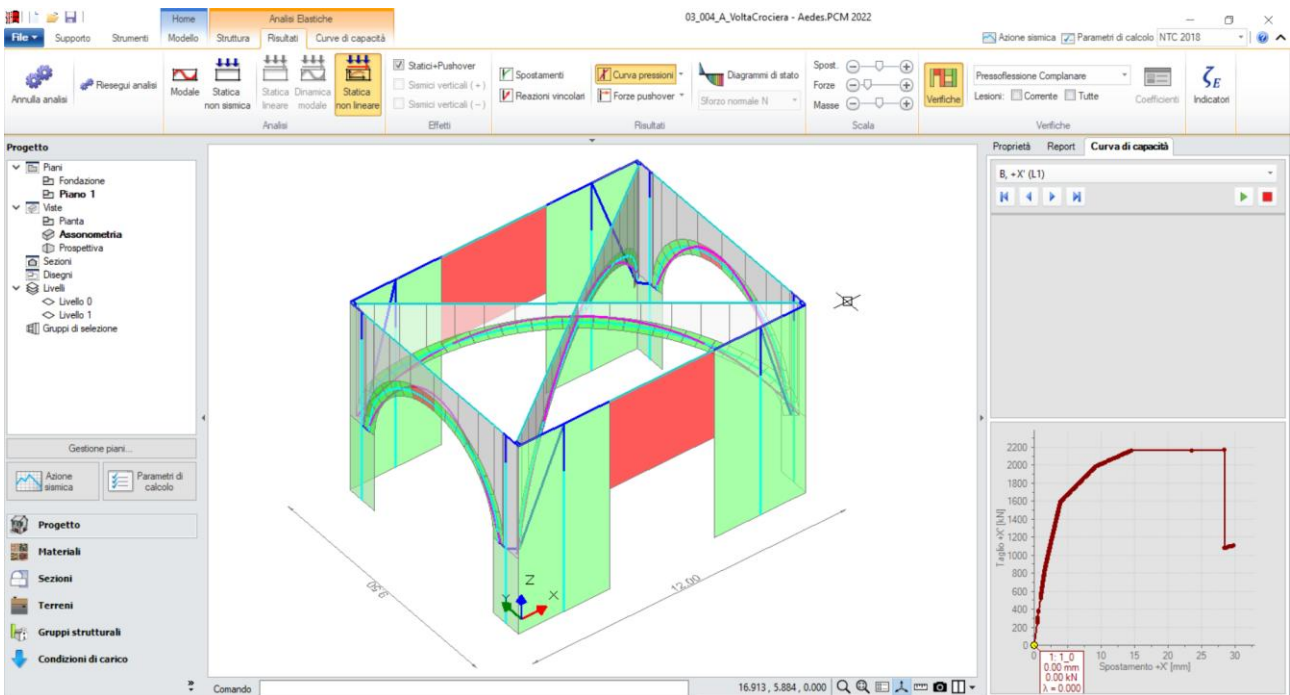 Home Analisi Elastiche 03_004_A_VoltaCrociera - Aedes.PCM 2022
File Supporto Strumenti Modello Struttura Risultati Curve di capacità Azione sismica Parametri di calcolo NTC 2018
Annulla analisi
Riesegui analisi
Modale
Statica non sismica
Statica lineare
Dinamica modale
Statica non lineare
Analisi
Statici+Pushover
Sismici verticali (+)
Sismici verticali (−)
Effetti
Spostamenti
Reazioni vincolari
Curva pressioni
Forze pushover
Diagrammi di stato
Sforzo normale N
Risultati
Spost.
Forze
Masse
Scala
Verifiche
Pressoflessione Complanare
Lesioni: Corrente Tutte
Coefficienti
Verifiche
ζE
Indicatori
Progetto
Piani
Fondazione
Piano 1
Viste
Pianta
Assonometria
Prospettiva
Sezioni
Disegni
Livelli
Livello 0
Livello 1
Gruppi di selezione
Gestione piani...
Azione sismica
Parametri di calcolo
Progetto
Materiali
Sezioni
Terreni
Gruppi strutturali
Condizioni di carico
Z
Y
X
9.50
12.00
Comando
16.913 , 5.884 , 0.000
Proprietà Report Curva di capacità
B, +X' (L1)
Taglio +X' [kN]
2200
2000
1800
1600
1400
1200
1000
800
600
400
200
0
0 10 15 20 25 30
Spostamento +X' [mm]
1: 1_0
0.00 mm
0.00 kN
λ = 0.000